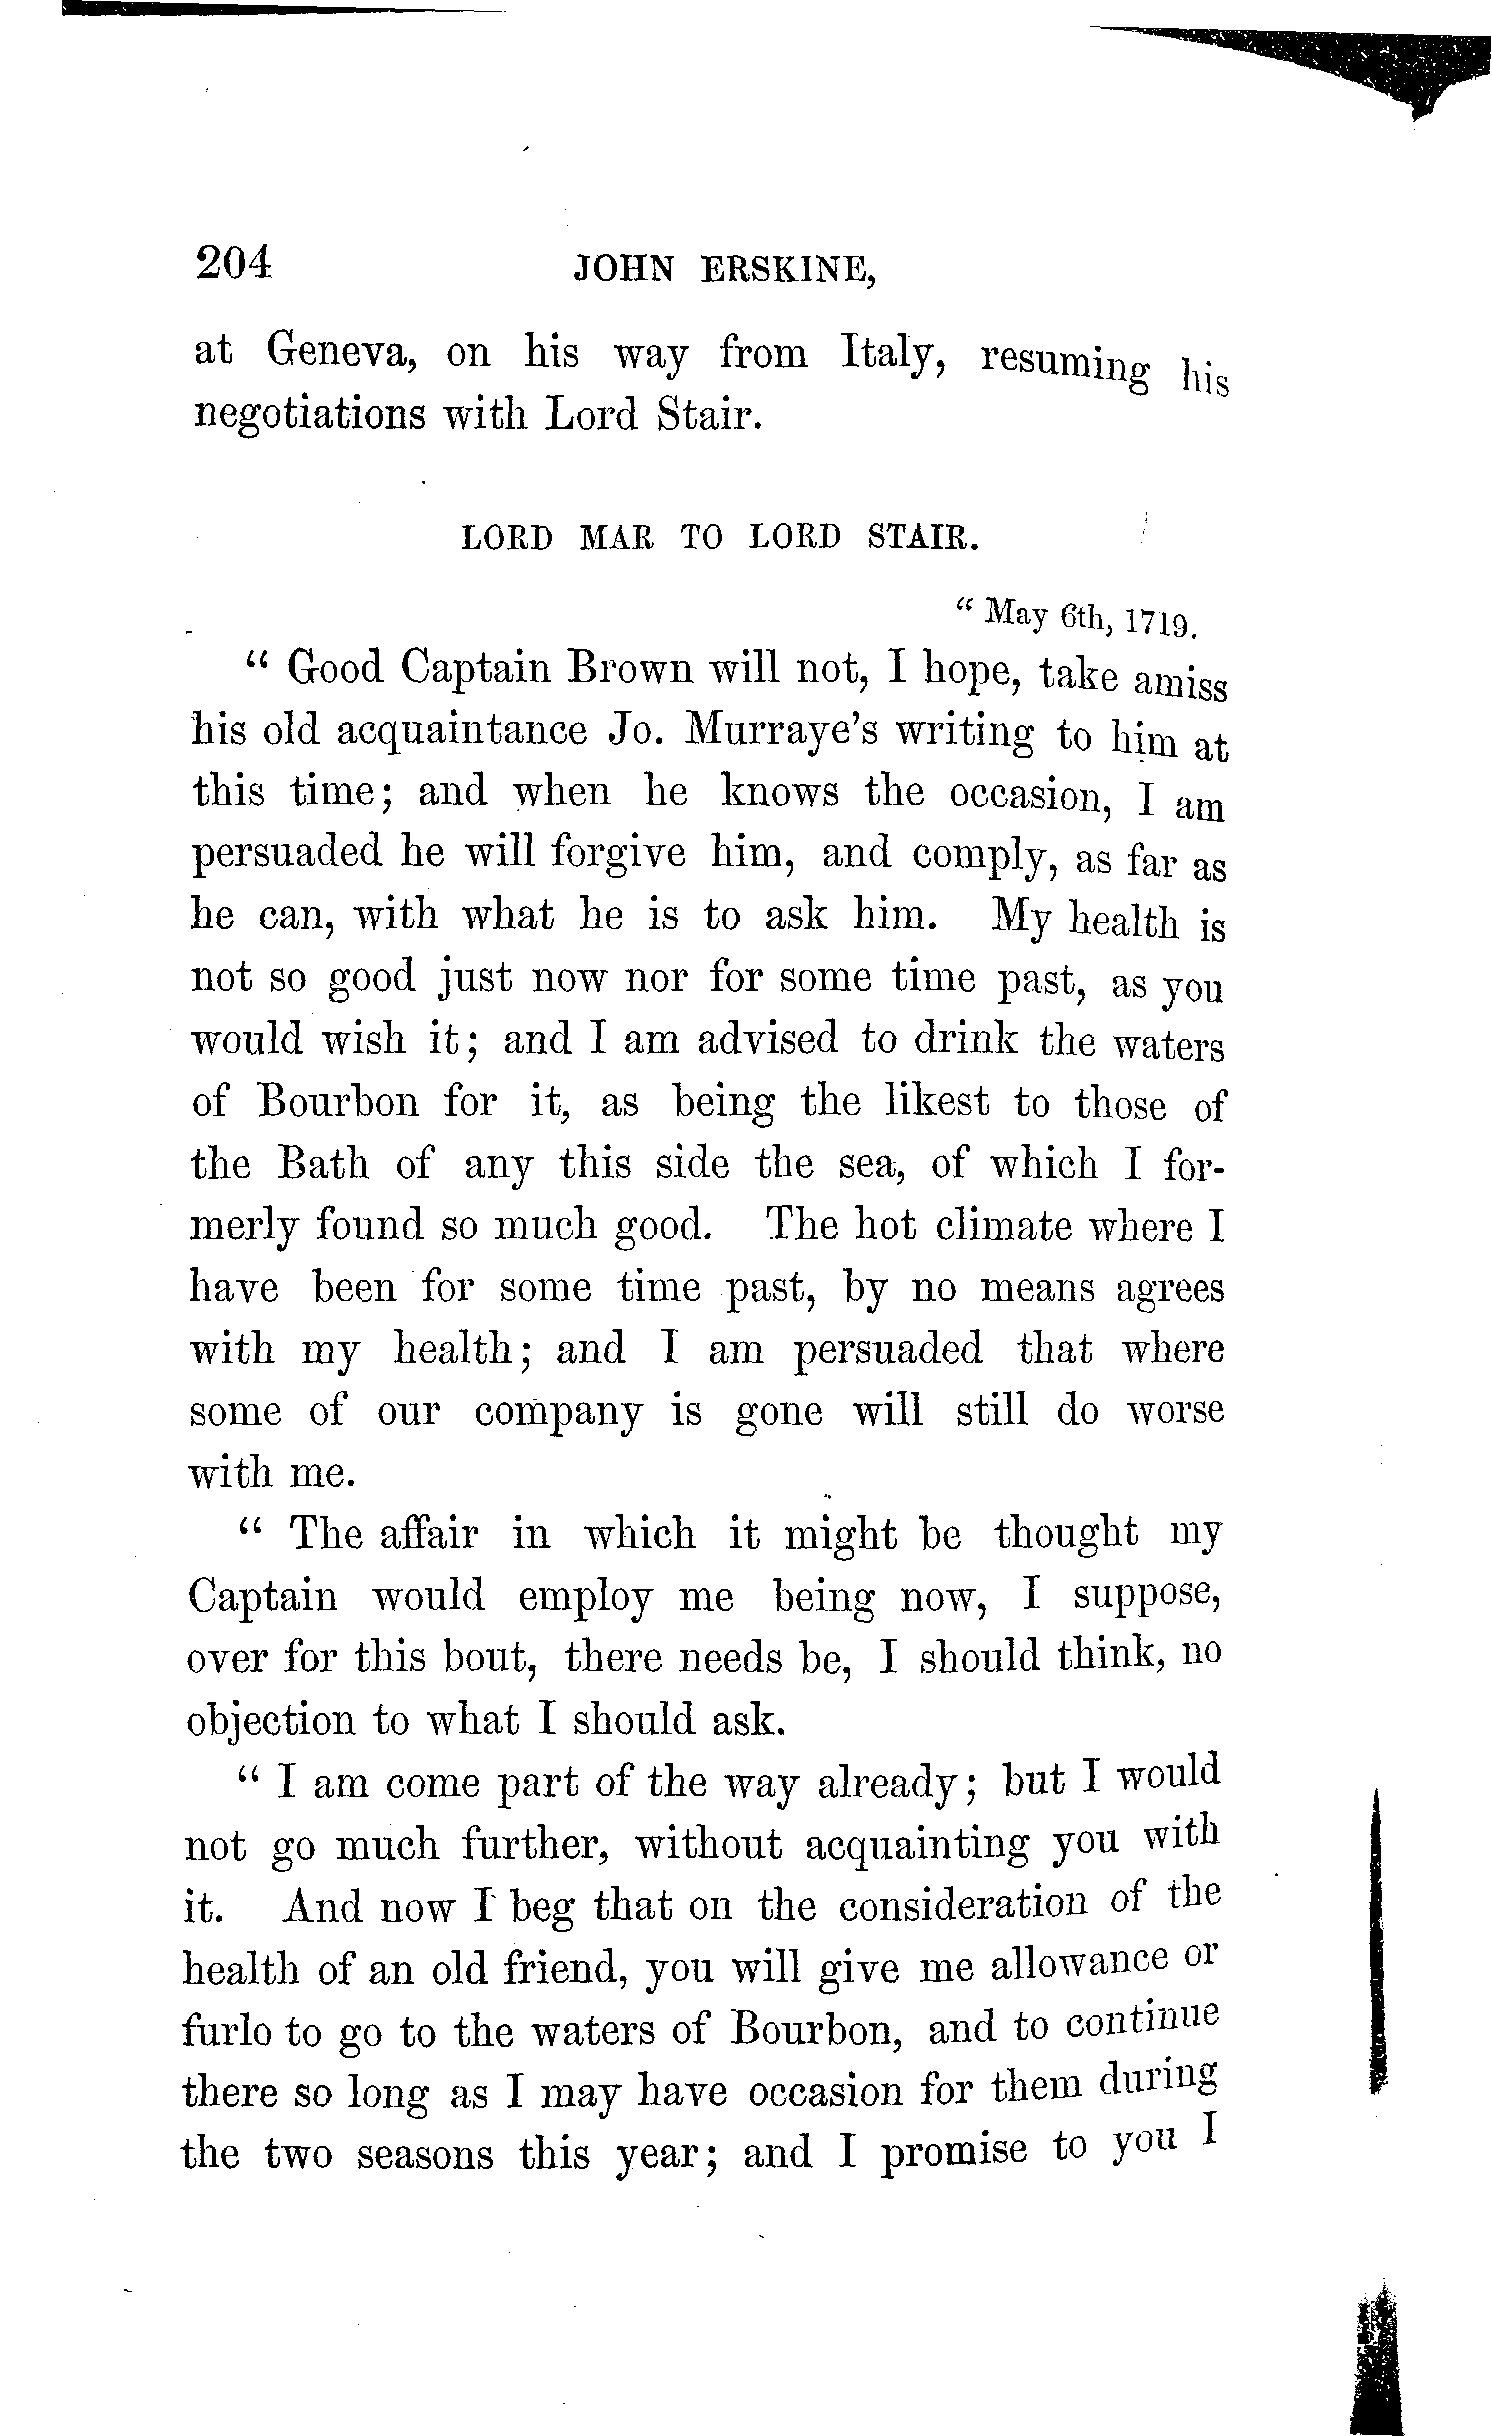 204 JOHN ERSKINE,
at Geneva, on his way from Italy, resuming his
negotiations with Lord Stair.
LORD MAR TO LORD STAIR.
“ May 6th, 1719.
“ Good Captain Brown will not, I hope, take amiss
his old acquaintance Jo. Murraye's writing to him at
this time; and when he knows the occasion, I am
persuaded he will forgive him, and comply, as far as
he can, with what he is to ask him. My health is
not so good just now nor for some time past, as you
would wish it; and I am advised to drink the waters
of Bourbon for it, as being the likest to those of
the Bath of any this side the sea, of which I for-
merly found so much good. The hot climate where I
have been for some time past, by no means agrees
with my health; and I am persuaded that where
some of our company is gone will still do worse
with me.
“ The affair in which it might be thought my
Captain would employ me being now, I suppose,
over for this bout, there needs be, I should think, no
objection to what I should ask.
“ I am come part of the way already; but I would
not go much further, without acquainting you with
it. And now I beg that on the consideration of the
health of an old friend, you will give me allowance or
furlo to go to the waters of Bourbon, and to continue
there so long as I may have occasion for them during
the two seasons this year; and I promise to you I